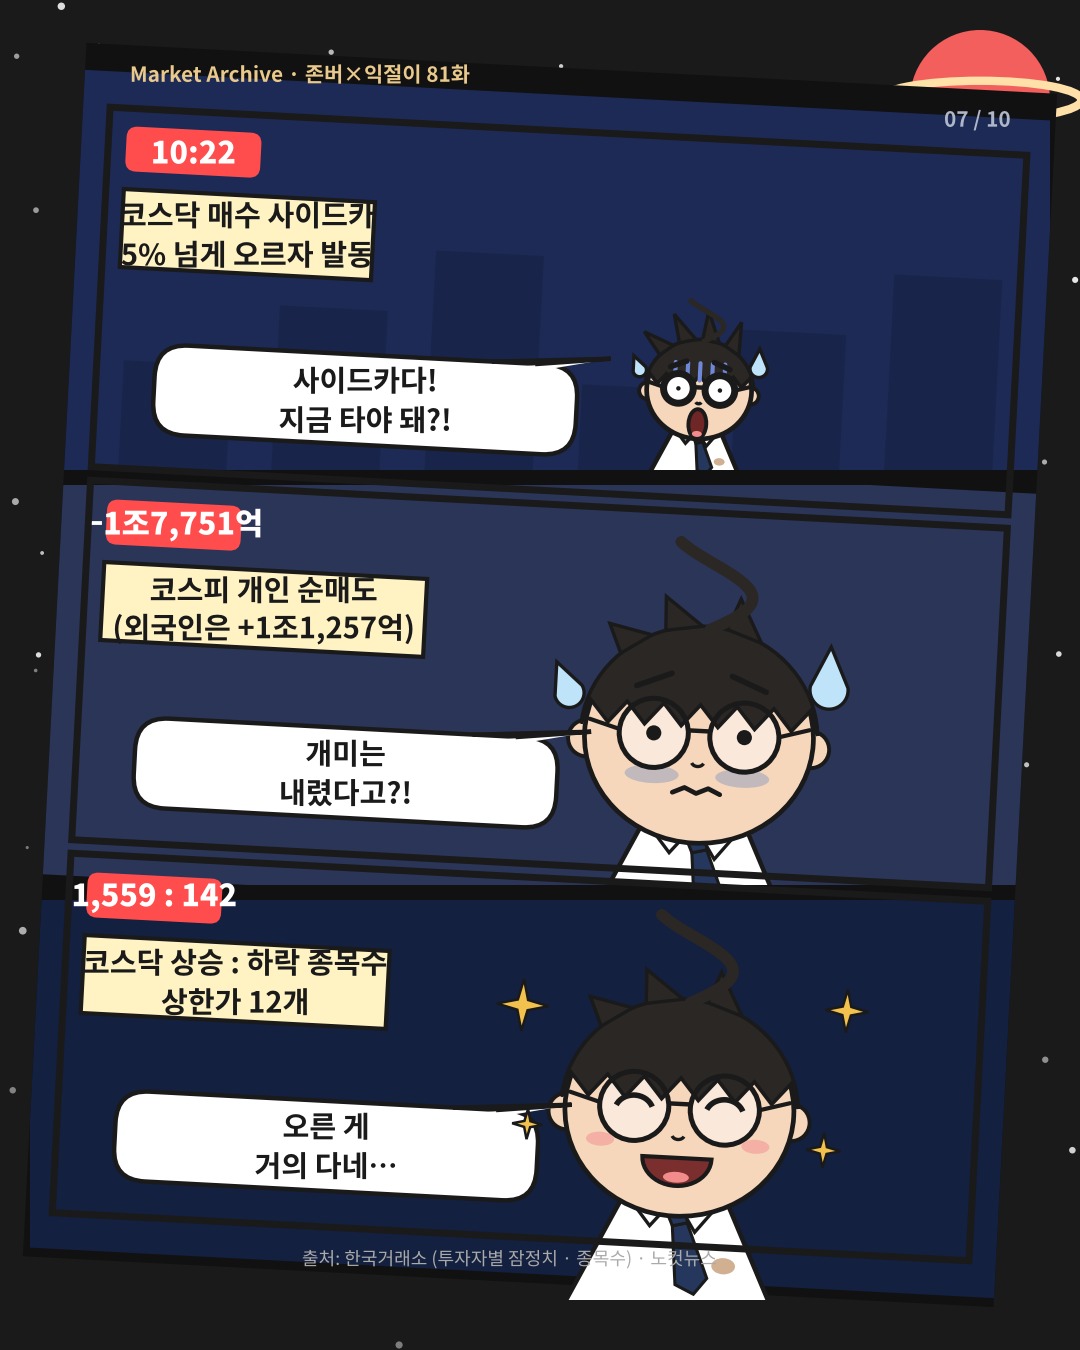 Market Archive · 존버×익절이 81화
07 / 10
10:22
코스닥 매수 사이드카
5% 넘게 오르자 발동
사이드카다!
지금 타야 돼?!
-1조7,751억
코스피 개인 순매도
(외국인은 +1조1,257억)
개미는
내렸다고?!
1,559 : 142
코스닥 상승 : 하락 종목수
상한가 12개
오른 게
거의 다네…
출처: 한국거래소 (투자자별 잠정치 · 종목수) · 노컷뉴스